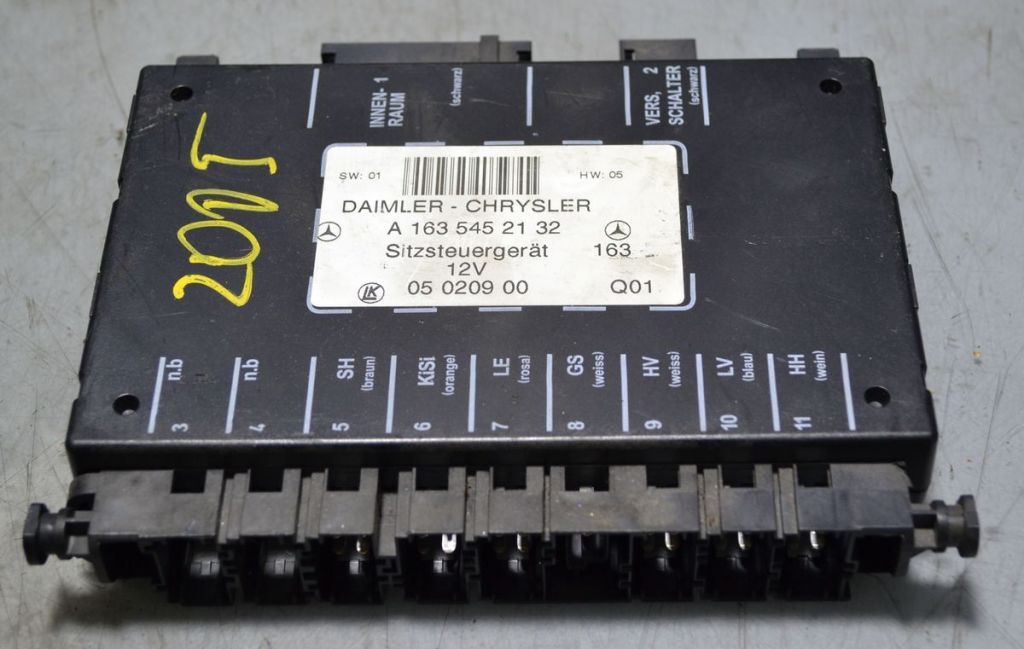 INNEN- 1
RAUM
(schwarz)
VERS, 2
SCHALTER
(schwarz)
SW: 01
HW: 05
DAIMLER - CHRYSLER
A 163 545 21 32
Sitzsteuergerät 163
12V
LK
05 0209 00 Q01
3 n.b
4 n.b
5 SH
(braun)
6 KiSi
(orange)
7 LE
(rosa)
8 GS
(weiss)
9 HV
(weiss)
10 LV
(blau)
11 HH
(wein)